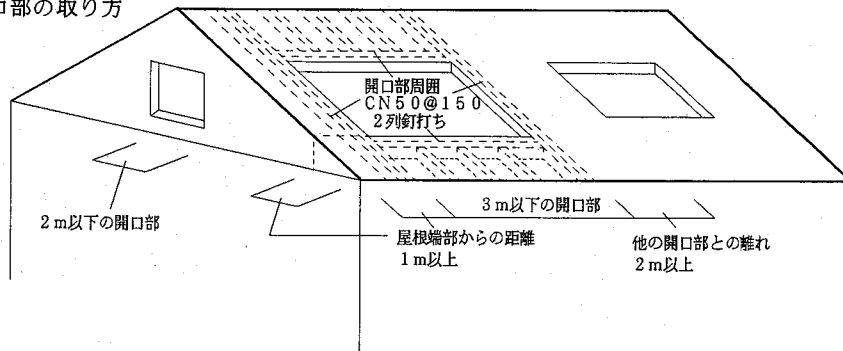 部の取り方
開口部周囲
CN50@150
2列釘打ち
2m以下の開口部
3m以下の開口部
屋根端部からの距離
1m以上
他の開口部との離れ
2m以上